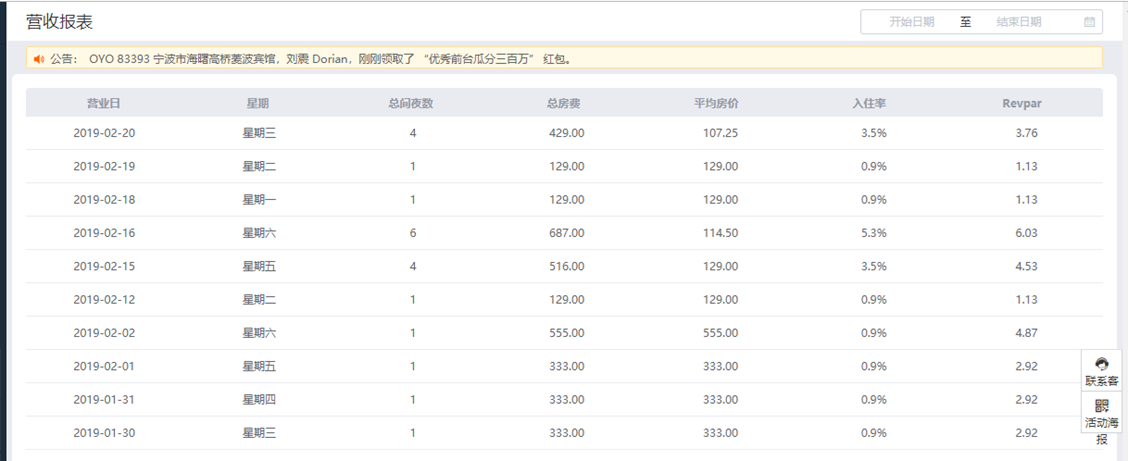 营收报表
开始日期 至 结束日期
公告： OYO 83393 宁波市海曙高桥菱波宾馆，刘震 Dorian，刚刚领取了 “优秀前台瓜分三百万” 红包。
营业日 星期 总间夜数 总房费 平均房价 入住率 Revpar
2019-02-20 星期三 4 429.00 107.25 3.5% 3.76
2019-02-19 星期二 1 129.00 129.00 0.9% 1.13
2019-02-18 星期一 1 129.00 129.00 0.9% 1.13
2019-02-16 星期六 6 687.00 114.50 5.3% 6.03
2019-02-15 星期五 4 516.00 129.00 3.5% 4.53
2019-02-12 星期二 1 129.00 129.00 0.9% 1.13
2019-02-02 星期六 1 555.00 555.00 0.9% 4.87
2019-02-01 星期五 1 333.00 333.00 0.9% 2.92
2019-01-31 星期四 1 333.00 333.00 0.9% 2.92
2019-01-30 星期三 1 333.00 333.00 0.9% 2.92
联系客
活动海
报